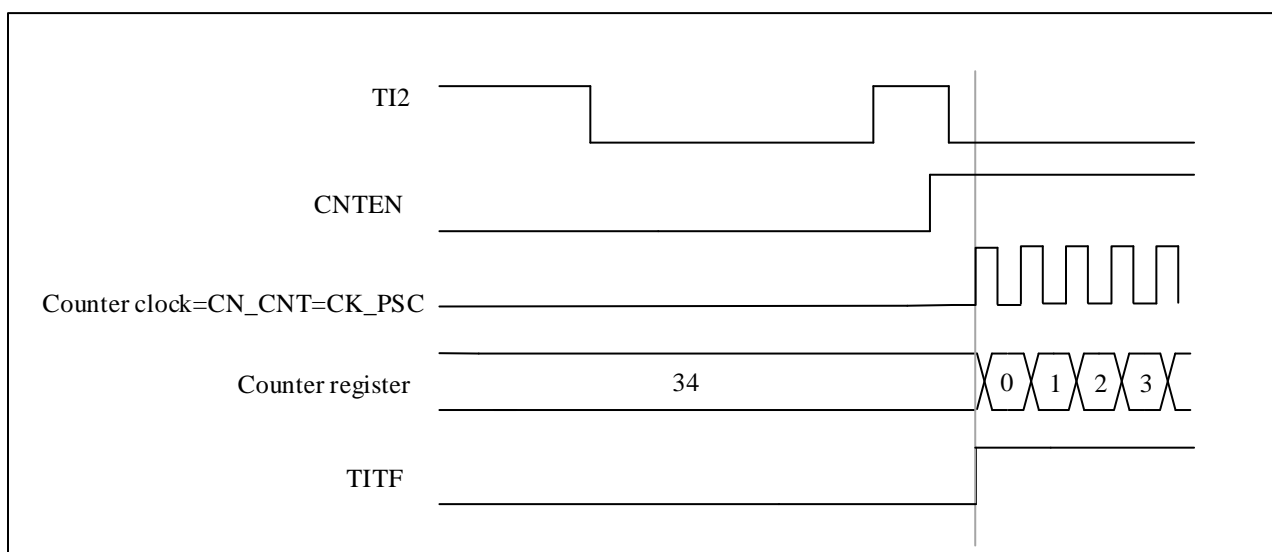 TI2
CNTEN
Counter clock=CN_CNT=CK_PSC
Counter register
34
0 1 2 3
TITF